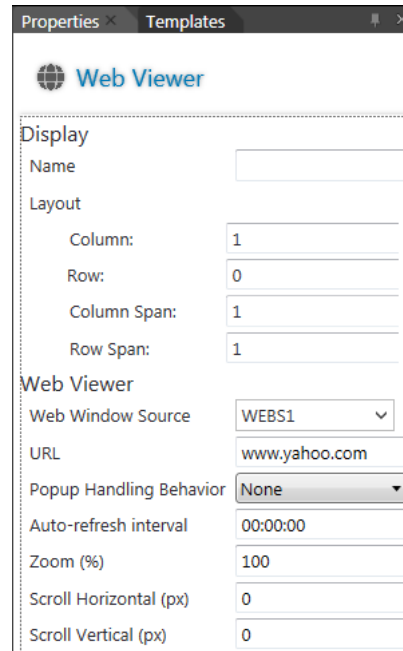 Properties Templates
Web Viewer
Display
Name
Layout
Column: 1
Row: 0
Column Span: 1
Row Span: 1
Web Viewer
Web Window Source WEBS1
URL www.yahoo.com
Popup Handling Behavior None
Auto-refresh interval 00:00:00
Zoom (%) 100
Scroll Horizontal (px) 0
Scroll Vertical (px) 0